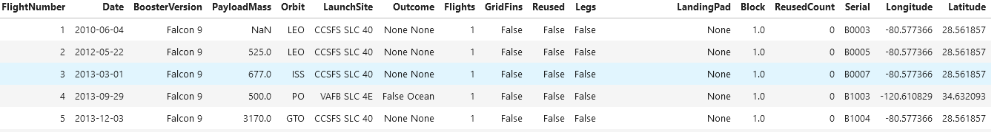 FlightNumber Date BoosterVersion PayloadMass Orbit LaunchSite Outcome Flights GridFins Reused Legs LandingPad Block ReusedCount Serial Longitude Latitude
1 2010-06-04 Falcon 9 NaN LEO CCSFS SLC 40 None None 1 False False False None 1.0 0 B0003 -80.577366 28.561857
2 2012-05-22 Falcon 9 525.0 LEO CCSFS SLC 40 None None 1 False False False None 1.0 0 B0005 -80.577366 28.561857
3 2013-03-01 Falcon 9 677.0 ISS CCSFS SLC 40 None None 1 False False False None 1.0 0 B0007 -80.577366 28.561857
4 2013-09-29 Falcon 9 500.0 PO VAFB SLC 4E False Ocean 1 False False False None 1.0 0 B1003 -120.610829 34.632093
5 2013-12-03 Falcon 9 3170.0 GTO CCSFS SLC 40 None None 1 False False False None 1.0 0 B1004 -80.577366 28.561857